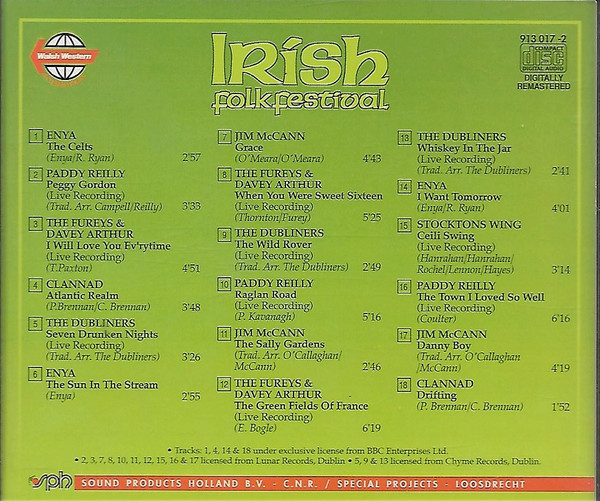 Walsh Western
IRISH
folkfestival
913 017-2
COMPACT
disc
DIGITAL AUDIO
DIGITALLY
REMASTERED
1 ENYA
The Celts
(Enya/R. Ryan) 2'57
2 PADDY REILLY
Peggy Gordon
(Live Recording)
(Trad. Arr. Campell/Reilly) 3'33
3 THE FUREYS &
DAVEY ARTHUR
I Will Love You Ev'rytime
(Live Recording)
(T.Paxton) 4'51
4 CLANNAD
Atlantic Realm
(P.Brennan/C. Brennan) 3'48
5 THE DUBLINERS
Seven Drunken Nights
(Live Recording)
(Trad. Arr. The Dubliners) 3'26
6 ENYA
The Sun In The Stream
(Enya) 2'55
7 JIM McCANN
Grace
(O'Meara/O'Meara) 4'43
8 THE FUREYS &
DAVEY ARTHUR
When You Were Sweet Sixteen
(Live Recording)
(Thornton/Furey) 5'25
9 THE DUBLINERS
The Wild Rover
(Live Recording)
(Trad. Arr. The Dubliners) 2'49
10 PADDY REILLY
Raglan Road
(Live Recording)
(P. Kavanagh) 5'16
11 JIM McCANN
The Sally Gardens
(Trad. Arr. O'Callaghan/
McCann) 2'46
12 THE FUREYS &
DAVEY ARTHUR
The Green Fields Of France
(Live Recording)
(E. Bogle) 6'19
13 THE DUBLINERS
Whiskey In The Jar
(Live Recording)
(Trad. Arr. The Dubliners) 2'41
14 ENYA
I Want Tomorrow
(Enya/R. Ryan) 4'01
15 STOCKTONS WING
Ceili Swing
(Live Recording)
(Hanrahan/Hanrahan/
Rochel/Lennon/Hayes) 3'14
16 PADDY REILLY
The Town I Loved So Well
(Live Recording)
(Coulter) 6'16
17 JIM McCANN
Danny Boy
(Trad. Arr. O'Callagan
/McCann) 4'19
18 CLANNAD
Drifting
(P. Brennan/C. Brennan) 1'52
• Tracks: 1, 4, 14 & 18 under exclusive license from BBC Enterprises Ltd.
• 2, 3, 7, 8, 10, 11, 12, 15, 16 & 17 licensed from Lunar Records, Dublin • 5, 9 & 13 licensed from Chyme Records, Dublin.
sph SOUND PRODUCTS HOLLAND B.V. - C.N.R. / SPECIAL PROJECTS - LOOSDRECHT